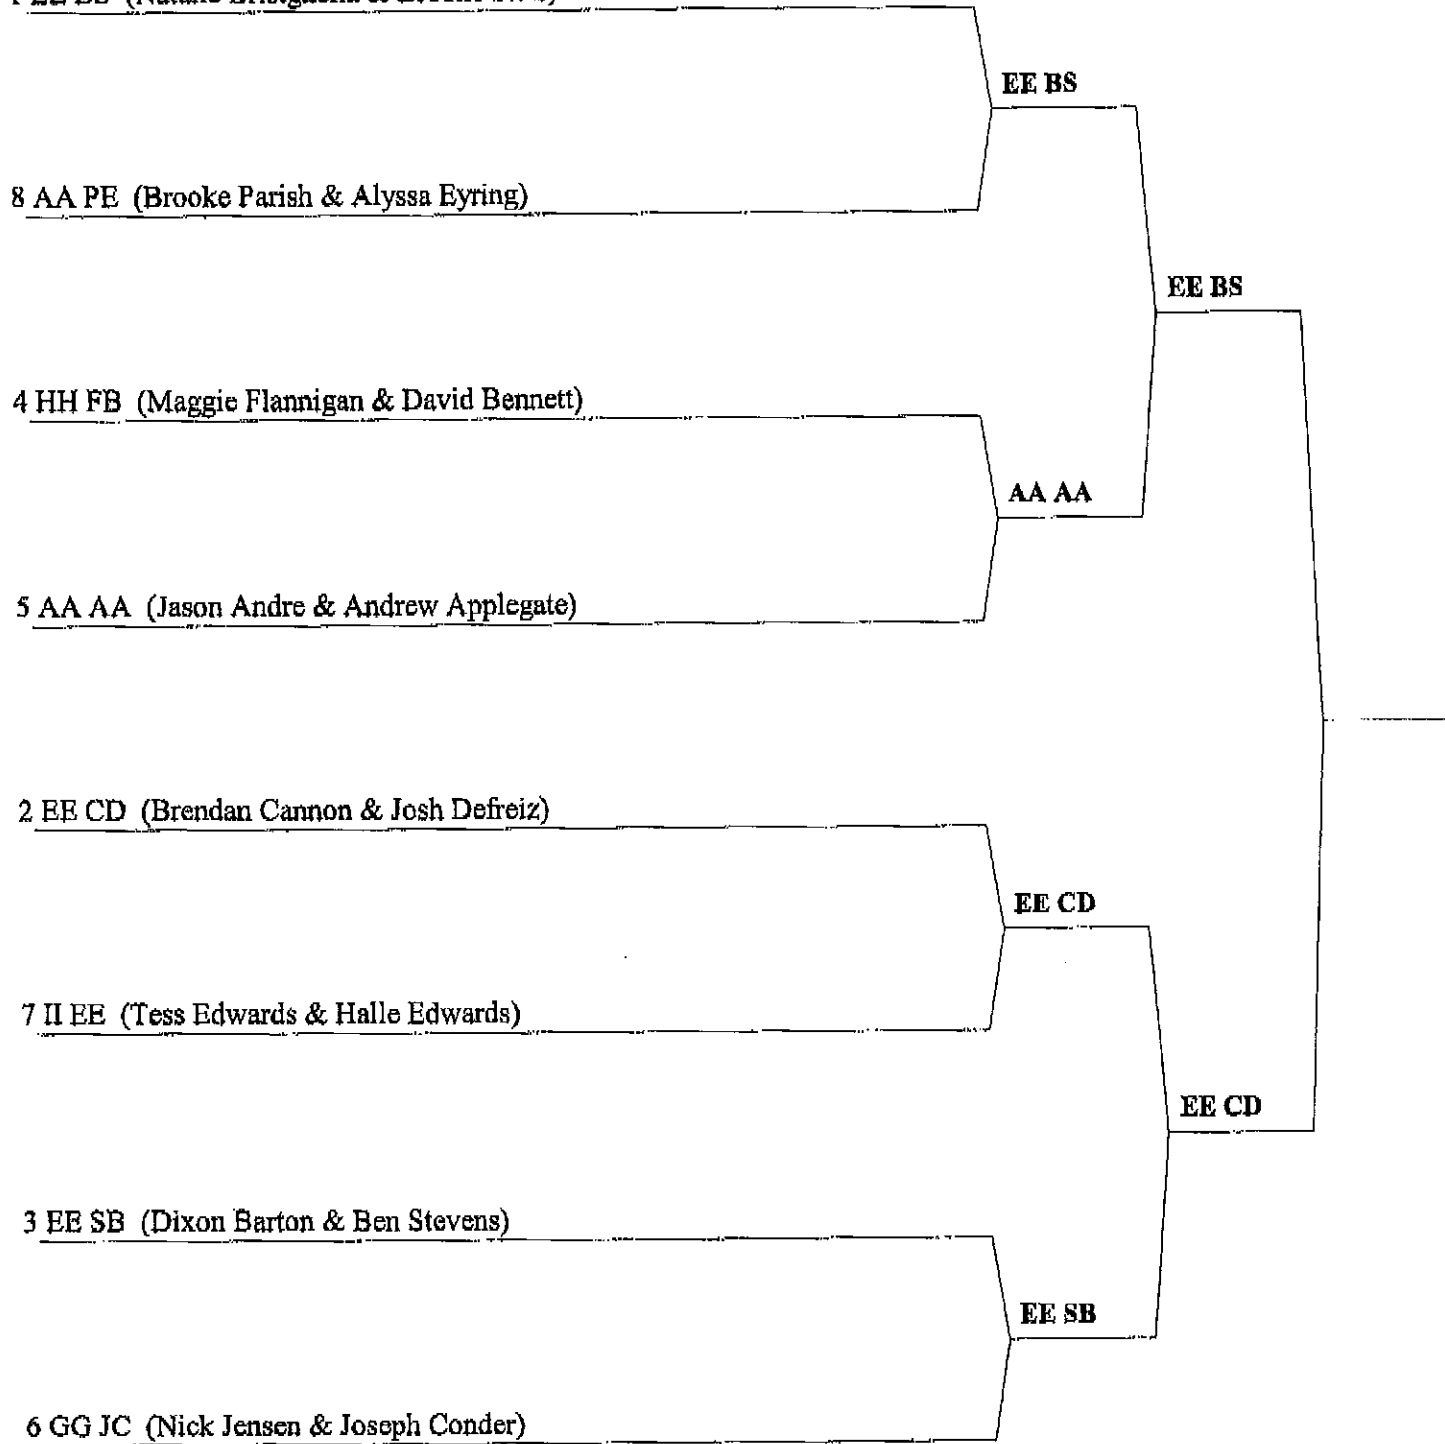 8 AA PE (Brooke Parish & Alyssa Eyring)
4 HH FB (Maggie Flannigan & David Bennett)
5 AA AA (Jason Andre & Andrew Applegate)
2 EE CD (Brendan Cannon & Josh Defreiz)
7 II EE (Tess Edwards & Halle Edwards)
3 EE SB (Dixon Barton & Ben Stevens)
6 GG JC (Nick Jensen & Joseph Conder)
EE BS
AA AA
EE CD
EE SB
EE BS
EE CD